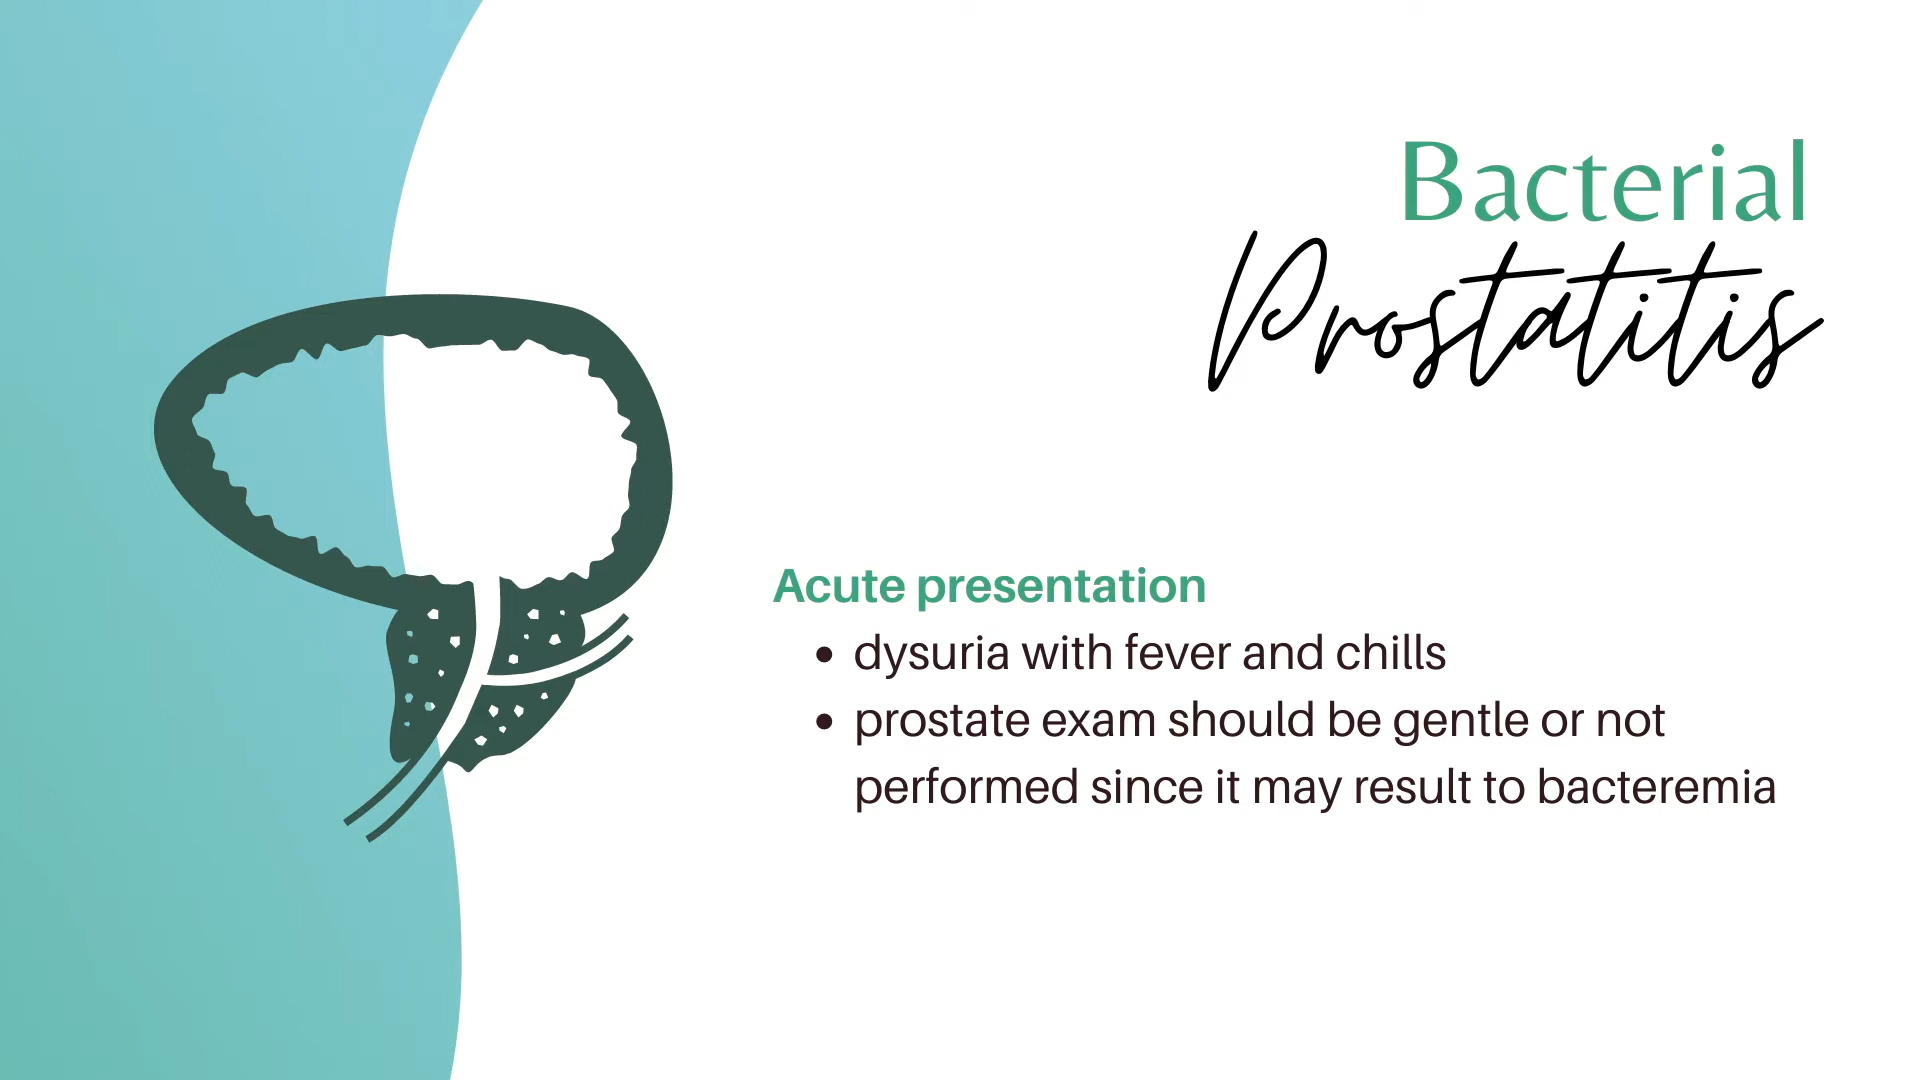 Bacterial
Prostatitis
Acute presentation
• dysuria with fever and chills
• prostate exam should be gentle or not
performed since it may result to bacteremia